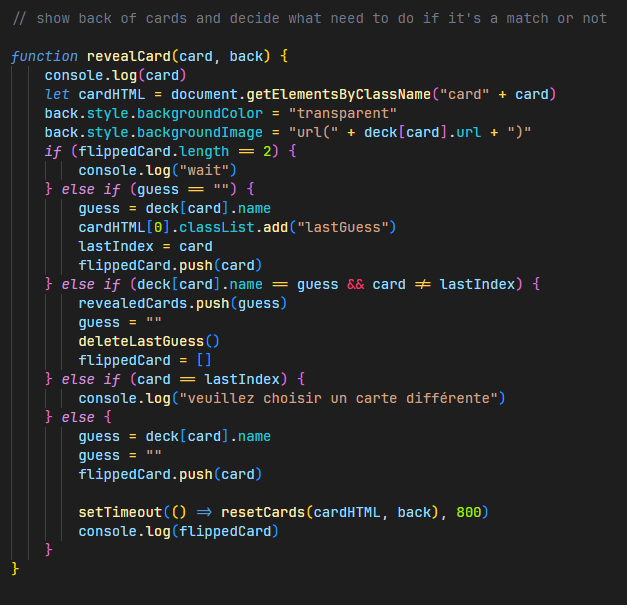 // show back of cards and decide what need to do if it's a match or not
function revealCard(card, back) {
console.log(card)
let cardHTML = document.getElementsByClassName("card" + card)
back.style.backgroundColor = "transparent"
back.style.backgroundImage = "url(" + deck[card].url + ")"
if (flippedCard.length == 2) {
console.log("wait")
} else if (guess == "") {
guess = deck[card].name
cardHTML[0].classList.add("lastGuess")
lastIndex = card
flippedCard.push(card)
} else if (deck[card].name == guess && card != lastIndex) {
revealedCards.push(guess)
guess = ""
deleteLastGuess()
flippedCard = []
} else if (card == lastIndex) {
console.log("veuillez choisir un carte différente")
} else {
guess = deck[card].name
guess = ""
flippedCard.push(card)
setTimeout(() => resetCards(cardHTML, back), 800)
console.log(flippedCard)
}
}